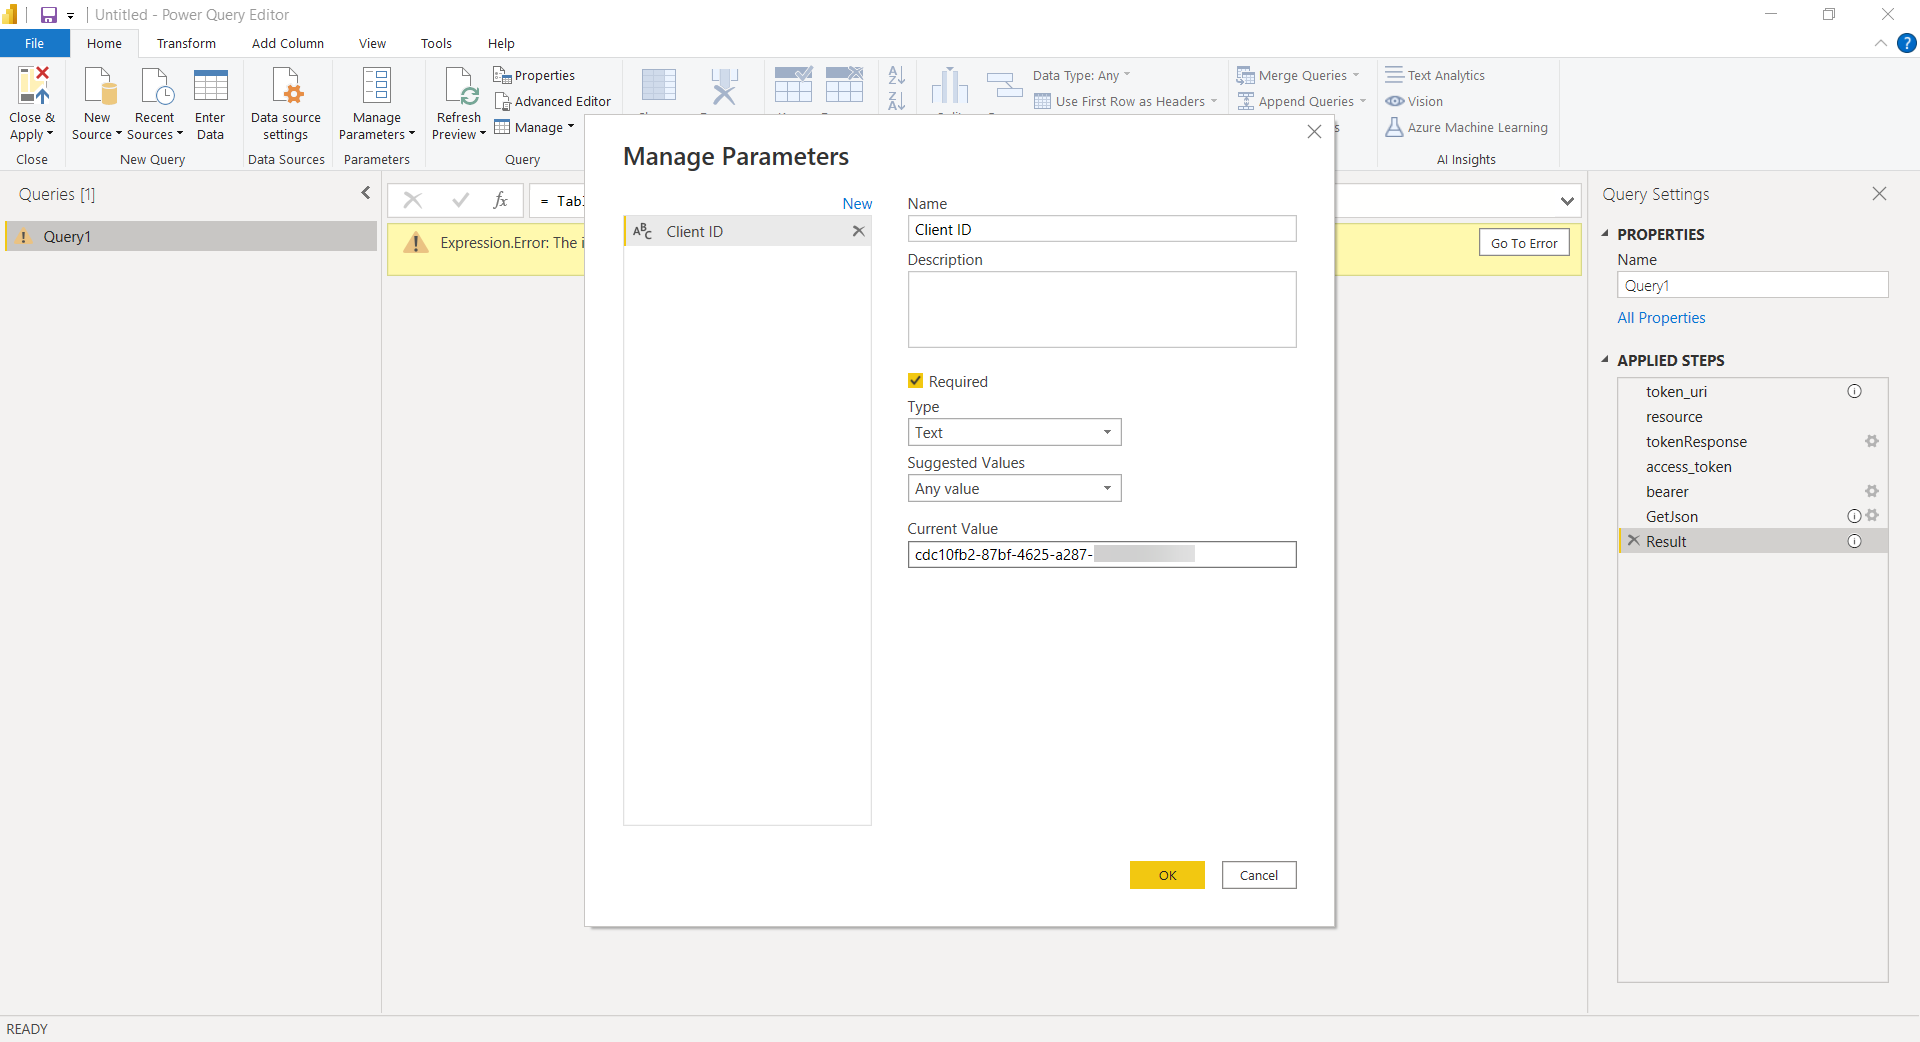 Untitled - Power Query Editor
File
Home
Transform
Add Column
View
Tools
Help
Close &
Apply
New
Source
Recent
Sources
Enter
Data
Data source
settings
Manage
Parameters
Refresh
Preview
Properties
Advanced Editor
Manage
Data Type: Any
Use First Row as Headers
Merge Queries
Append Queries
Text Analytics
Vision
Azure Machine Learning
Close
New Query
Data Sources
Parameters
Query
AI Insights
Queries [1]
Query1
fx
= Tab
Expression.Error: The i
Go To Error
Manage Parameters
New
ABC
Client ID
Name
Client ID
Description
Required
Type
Text
Suggested Values
Any value
Current Value
cdc10fb2-87bf-4625-a287-
OK
Cancel
Query Settings
PROPERTIES
Name
Query1
All Properties
APPLIED STEPS
token_uri
resource
tokenResponse
access_token
bearer
GetJson
Result
READY